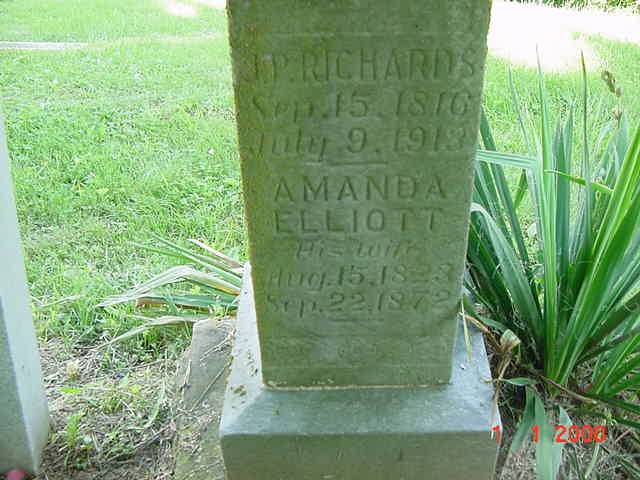 J.P. RICHARDS
Sep. 15. 1816
July 9. 1913
AMANDA
ELLIOTT
His wife
Aug. 15. 1823
Sep. 22. 1872
1 1 2000